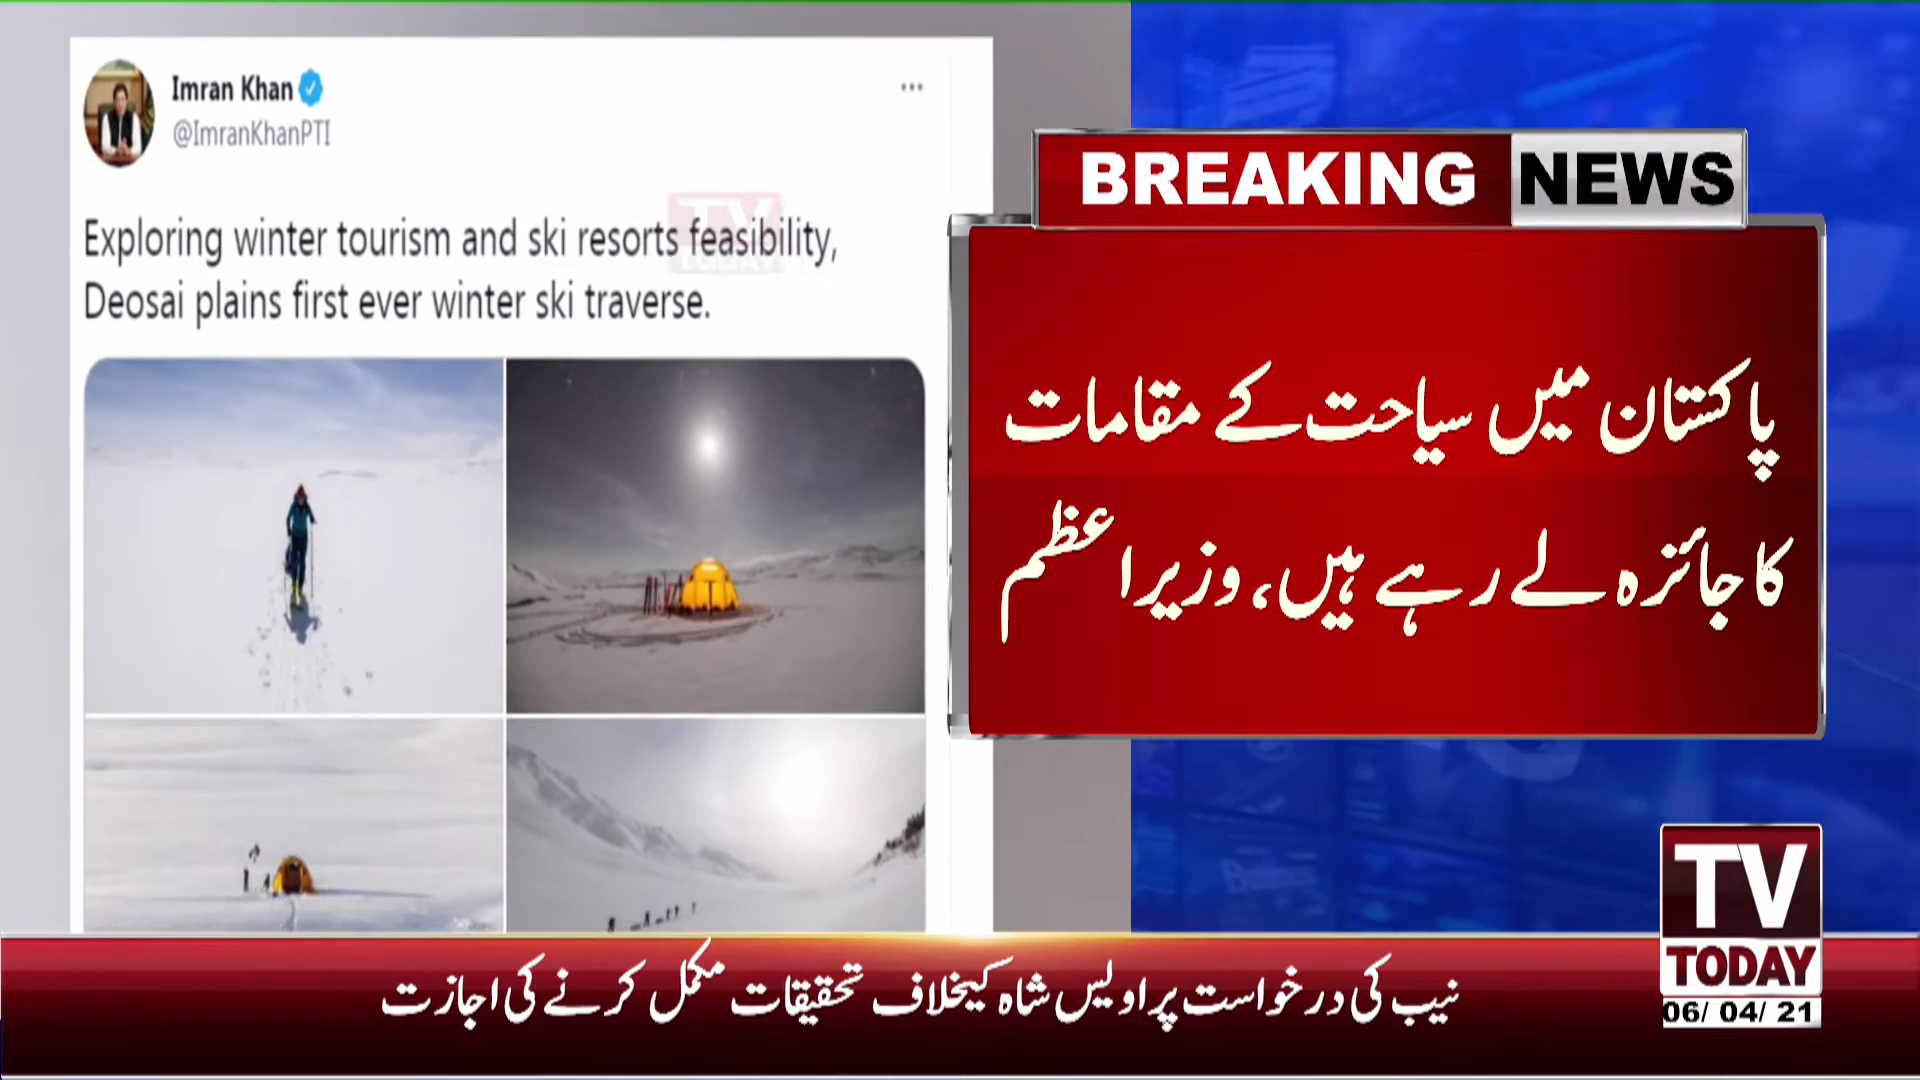 Imran Khan
@ImranKhanPTI
Exploring winter tourism and ski resorts feasibility,
Deosai plains first ever winter ski traverse.
TV
TODAY
BREAKING NEWS
پاکستان میں سیاحت کے مقامات
کا جائزہ لے رہے ہیں، وزیراعظم
نیب کی درخواست پر اویس شاہ کیخلاف تحقیقات مکمل کرنے کی اجازت
TV
TODAY
06/ 04/ 21